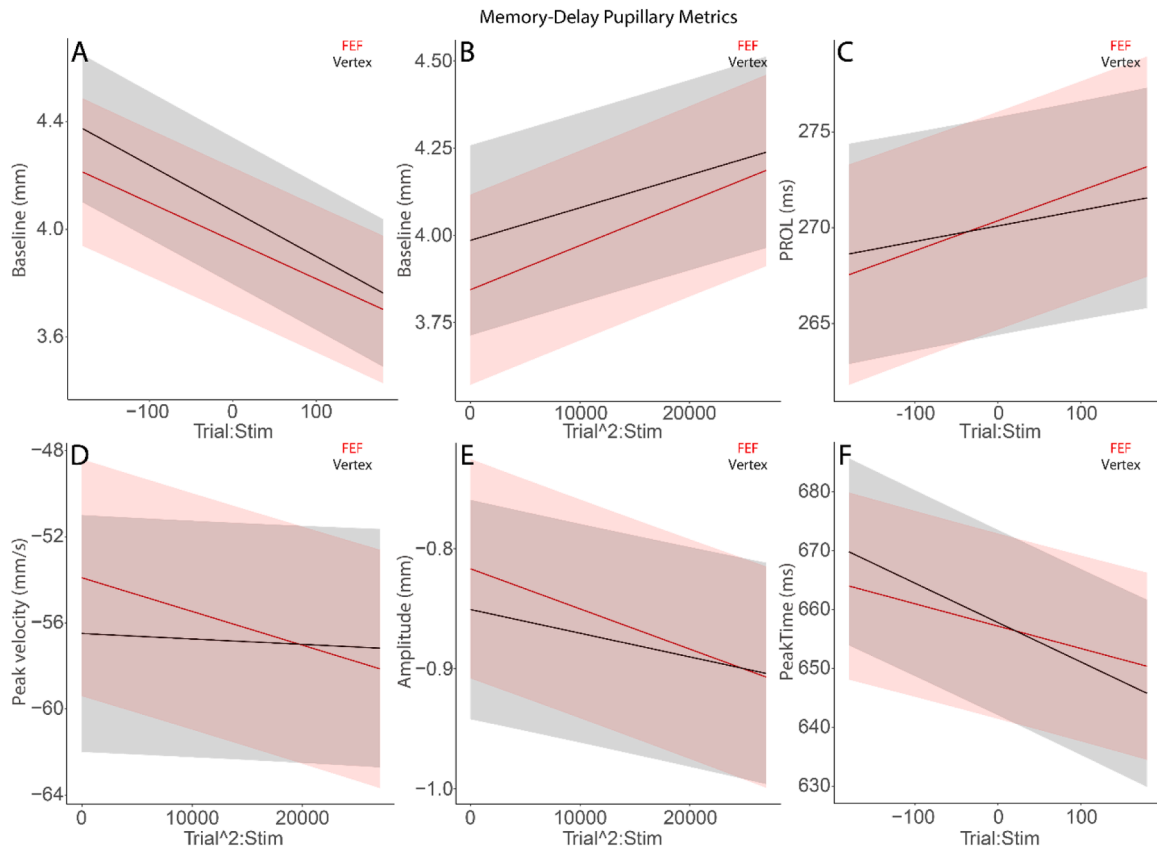 Memory-Delay Pupillary Metrics
A
FEF
Vertex
Baseline (mm)
4.4
4.0
3.6
−100
0
100
Trial:Stim
B
FEF
Vertex
Baseline (mm)
4.50
4.25
4.00
3.75
0
10000
20000
Trial^2:Stim
C
FEF
Vertex
PROL (ms)
275
270
265
-100
0
100
Trial:Stim
D
FEF
Vertex
Peak velocity (mm/s)
−48
−52
−56
−60
−64
0
10000
20000
Trial^2:Stim
E
FEF
Vertex
Amplitude (mm)
−0.8
−0.9
−1.0
0
10000
20000
Trial^2:Stim
F
FEF
Vertex
PeakTime (ms)
680
670
660
650
640
630
−100
0
100
Trial:Stim